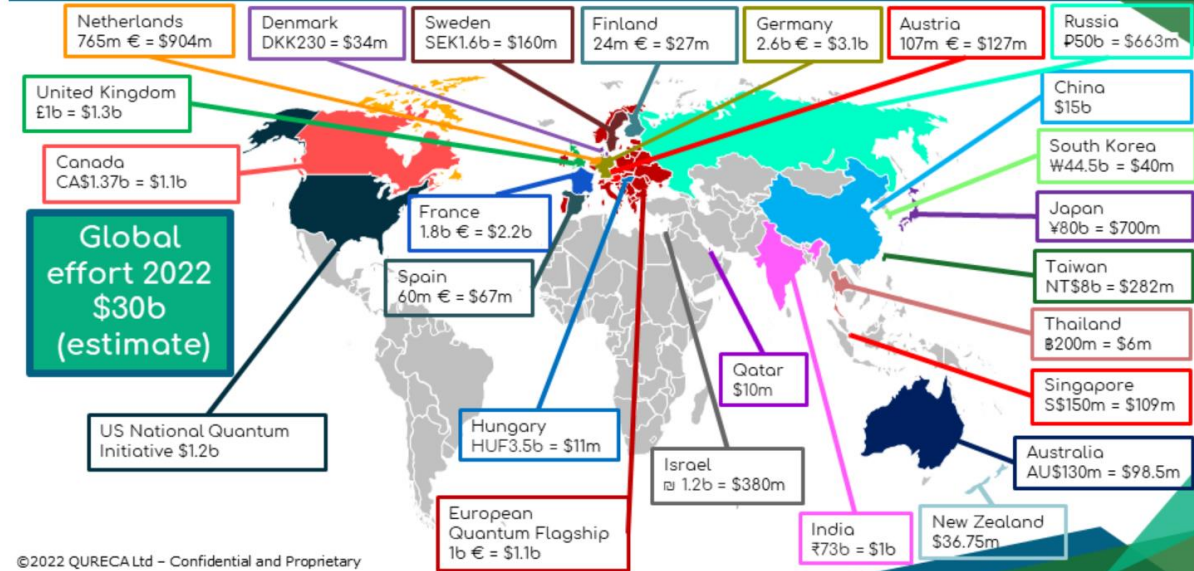 Netherlands
765m € = $904m
Denmark
DKK230 = $34m
Sweden
SEK1.6b = $160m
Finland
24m € = $27m
Germany
2.6b € = $3.1b
Austria
107m € = $127m
Russia
₽50b = $663m
United Kingdom
£1b = $1.3b
China
$15b
Canada
CA$1.37b = $1.1b
South Korea
₩44.5b = $40m
France
1.8b € = $2.2b
Japan
¥80b = $700m
Global
effort 2022
$30b
(estimate)
Spain
60m € = $67m
Taiwan
NT$8b = $282m
Thailand
฿200m = $6m
Qatar
$10m
Singapore
S$150m = $109m
US National Quantum
Initiative $1.2b
Hungary
HUF3.5b = $11m
Israel
₪ 1.2b = $380m
Australia
AU$130m = $98.5m
European
Quantum Flagship
1b € = $1.1b
India
₹73b = $1b
New Zealand
$36.75m
©2022 QURECA Ltd – Confidential and Proprietary